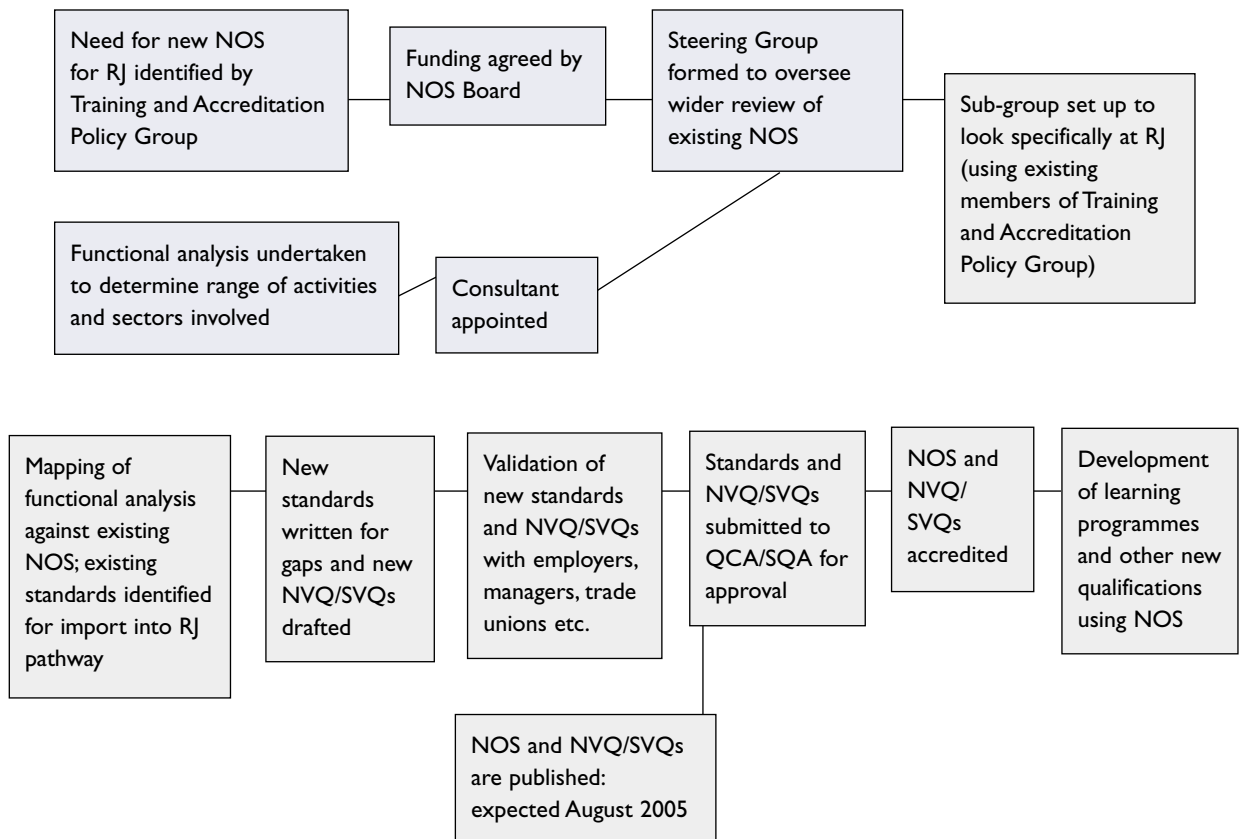 Need for new NOS
for RJ identified by
Training and Accreditation
Policy Group
Funding agreed by
NOS Board
Steering Group
formed to oversee
wider review of
existing NOS
Sub-group set up to
look specifically at RJ
(using existing
members of Training
and Accreditation
Policy Group)
Functional analysis undertaken
to determine range of activities
and sectors involved
Consultant
appointed
Mapping of
functional analysis
against existing
NOS; existing
standards identified
for import into RJ
pathway
New
standards
written for
gaps and new
NVQ/SVQs
drafted
Validation of
new standards
and NVQ/SVQs
with employers,
managers, trade
unions etc.
Standards and
NVQ/SVQs
submitted to
QCA/SQA for
approval
NOS and
NVQ/
SVQs
accredited
Development
of learning
programmes
and other new
qualifications
using NOS
NOS and NVQ/SVQs
are published:
expected August 2005